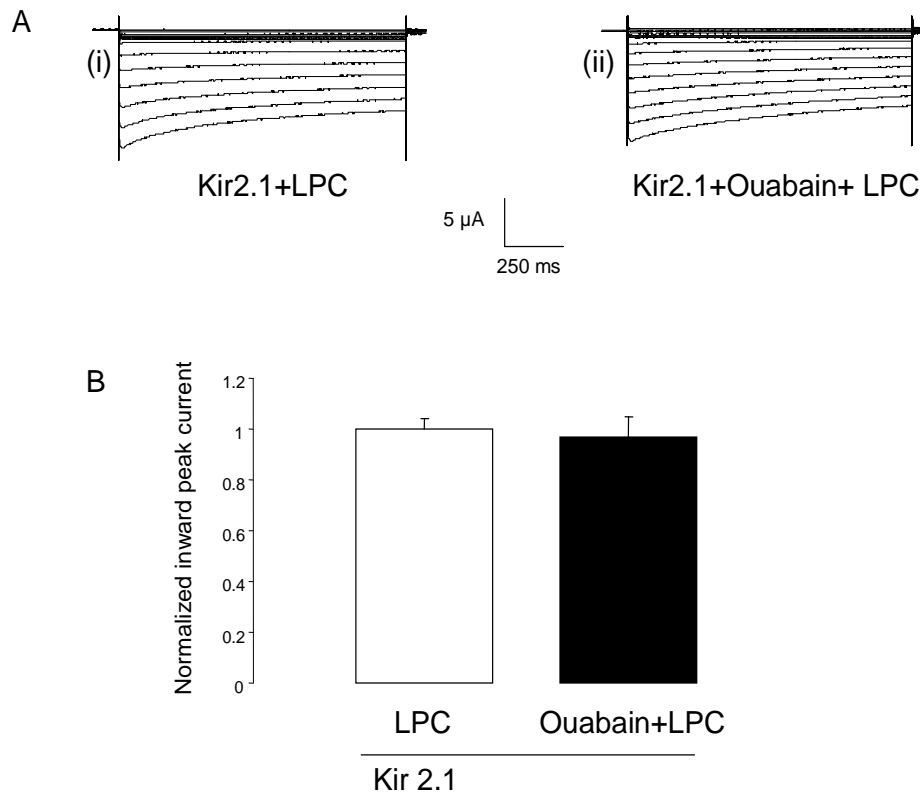 A
(i)
(ii)
Kir2.1+LPC
Kir2.1+Ouabain+ LPC
5 µA
250 ms
B
Normalized inward peak current
1.2
1
0.8
0.6
0.4
0.2
0
LPC
Ouabain+LPC
Kir 2.1